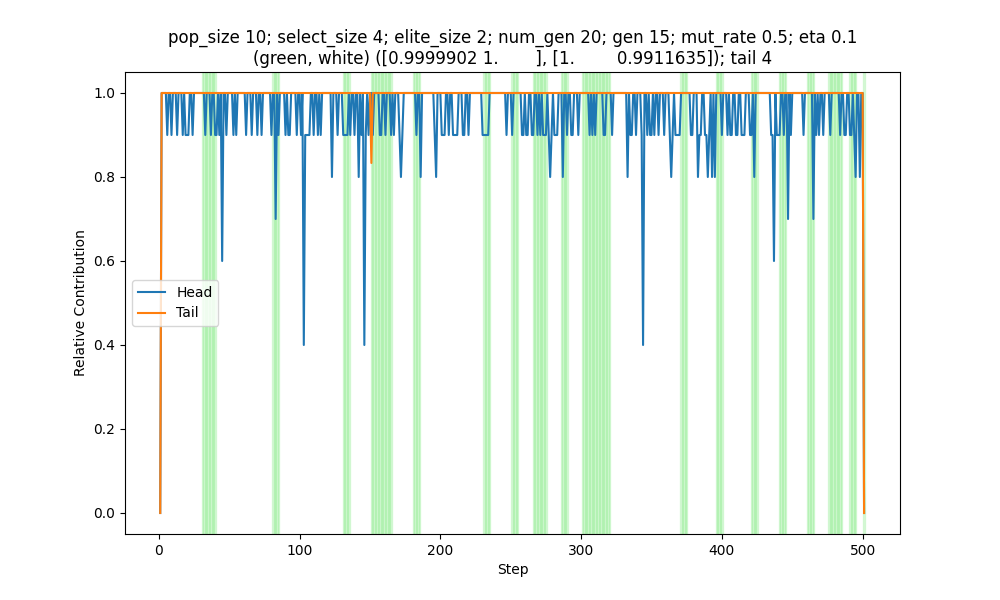 pop_size 10; select_size 4; elite_size 2; num_gen 20; gen 15; mut_rate 0.5; eta 0.1
(green, white) ([0.9999902 1.        ], [1.        0.9911635]); tail 4
1.0
0.8
0.6
0.4
0.2
0.0
Relative Contribution
Head
Tail
0
100
200
300
400
500
Step